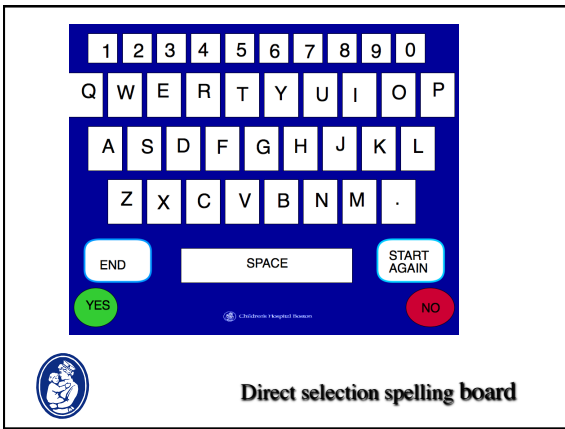 1 2 3 4 5 6 7 8 9 0
Q W E R T Y U I O P
A S D F G H J K L
Z X C V B N M .
END SPACE START
AGAIN
YES NO
Children's Hospital Boston
Direct selection spelling board